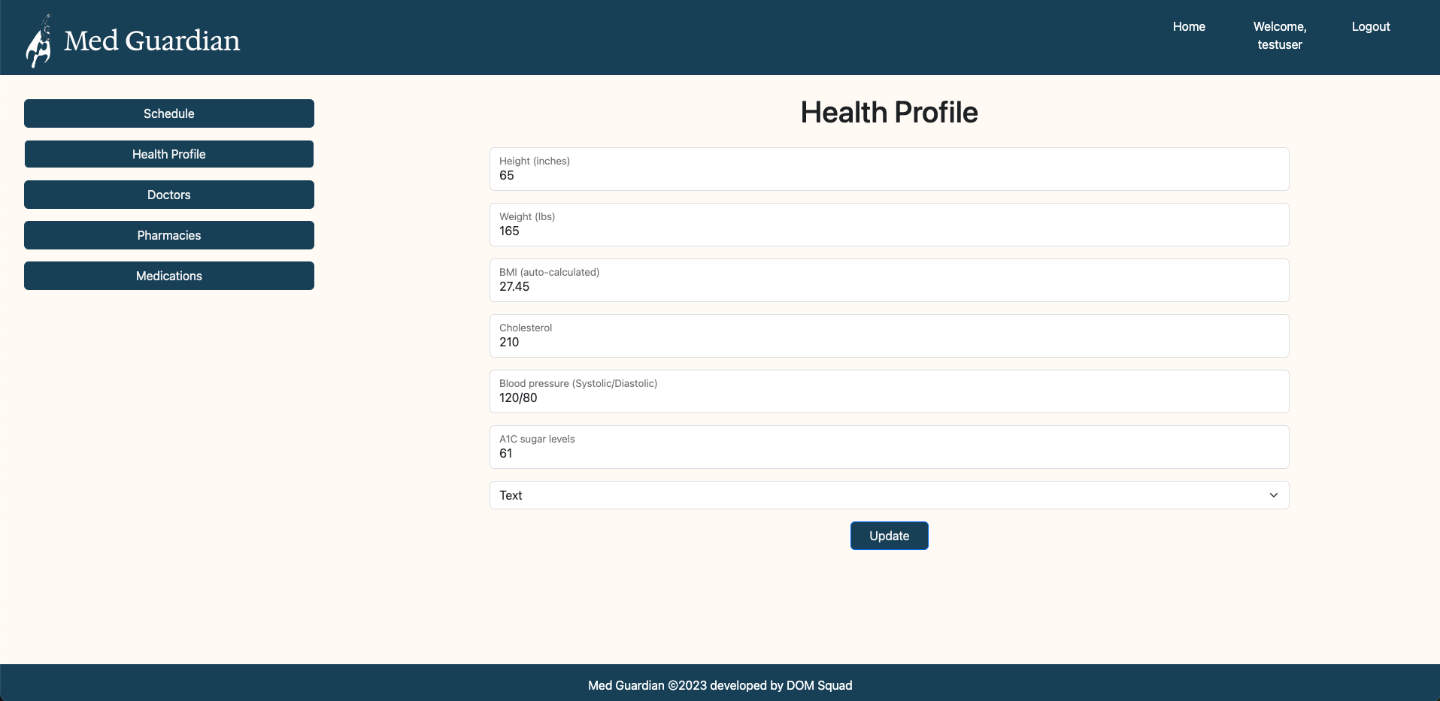 Med Guardian
Home
Welcome,
testuser
Logout
Schedule
Health Profile
Doctors
Pharmacies
Medications
Health Profile
Height (inches)
65
Weight (lbs)
165
BMI (auto-calculated)
27.45
Cholesterol
210
Blood pressure (Systolic/Diastolic)
120/80
A1C sugar levels
61
Text
Update
Med Guardian ©2023 developed by DOM Squad